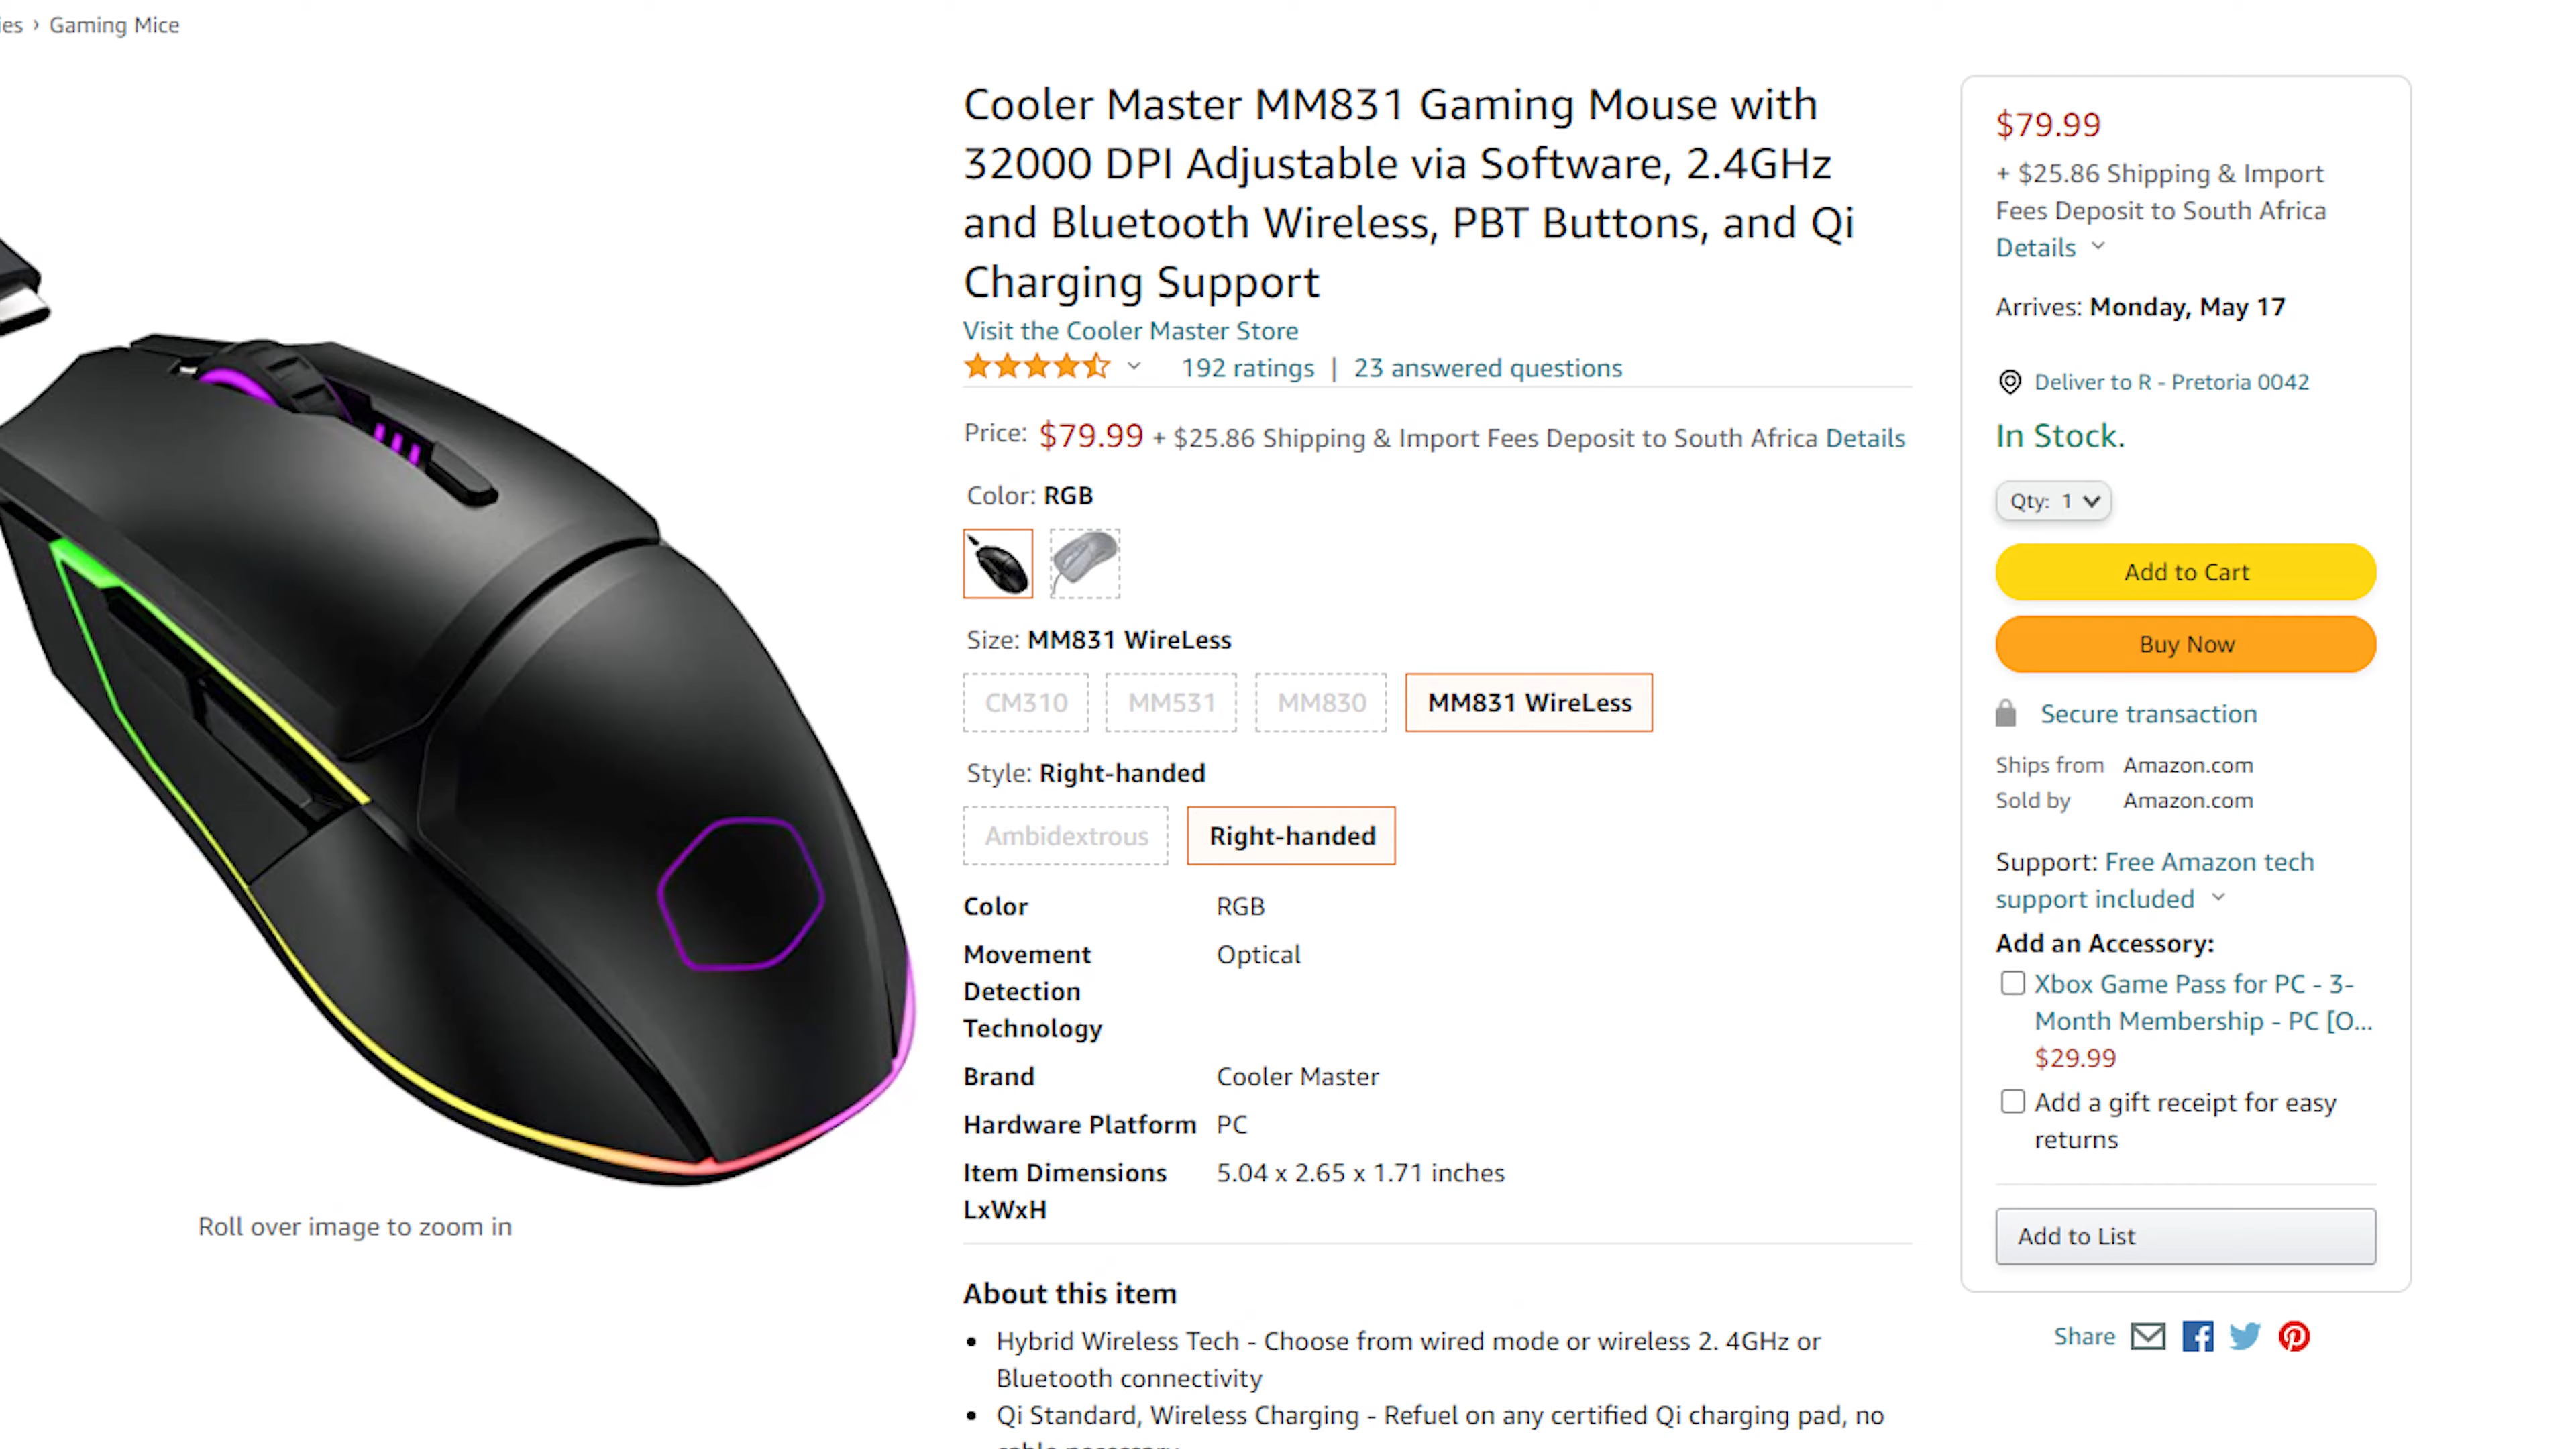 ies › Gaming Mice
Cooler Master MM831 Gaming Mouse with
32000 DPI Adjustable via Software, 2.4GHz
and Bluetooth Wireless, PBT Buttons, and Qi
Charging Support
Visit the Cooler Master Store
192 ratings | 23 answered questions
Price: $79.99 + $25.86 Shipping & Import Fees Deposit to South Africa Details
Color: RGB
Size: MM831 WireLess
CM310 MM531 MM830 MM831 WireLess
Style: Right-handed
Ambidextrous Right-handed
Color RGB
Movement Optical
Detection
Technology
Brand Cooler Master
Hardware Platform PC
Item Dimensions 5.04 x 2.65 x 1.71 inches
LxWxH
Roll over image to zoom in
About this item
• Hybrid Wireless Tech - Choose from wired mode or wireless 2. 4GHz or
Bluetooth connectivity
• Qi Standard, Wireless Charging - Refuel on any certified Qi charging pad, no
$79.99
+ $25.86 Shipping & Import
Fees Deposit to South Africa
Details
Arrives: Monday, May 17
Deliver to R - Pretoria 0042
In Stock.
Qty: 1
Add to Cart
Buy Now
Secure transaction
Ships from Amazon.com
Sold by Amazon.com
Support: Free Amazon tech
support included
Add an Accessory:
Xbox Game Pass for PC - 3-
Month Membership - PC [O...
$29.99
Add a gift receipt for easy
returns
Add to List
Share